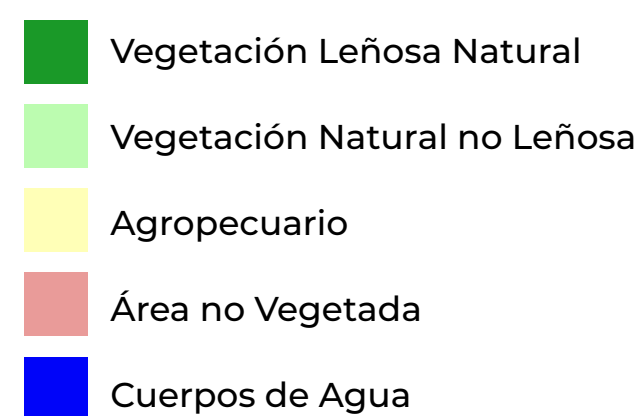 Vegetación Leñosa Natural
Vegetación Natural no Leñosa
Agropecuario
Área no Vegetada
Cuerpos de Agua